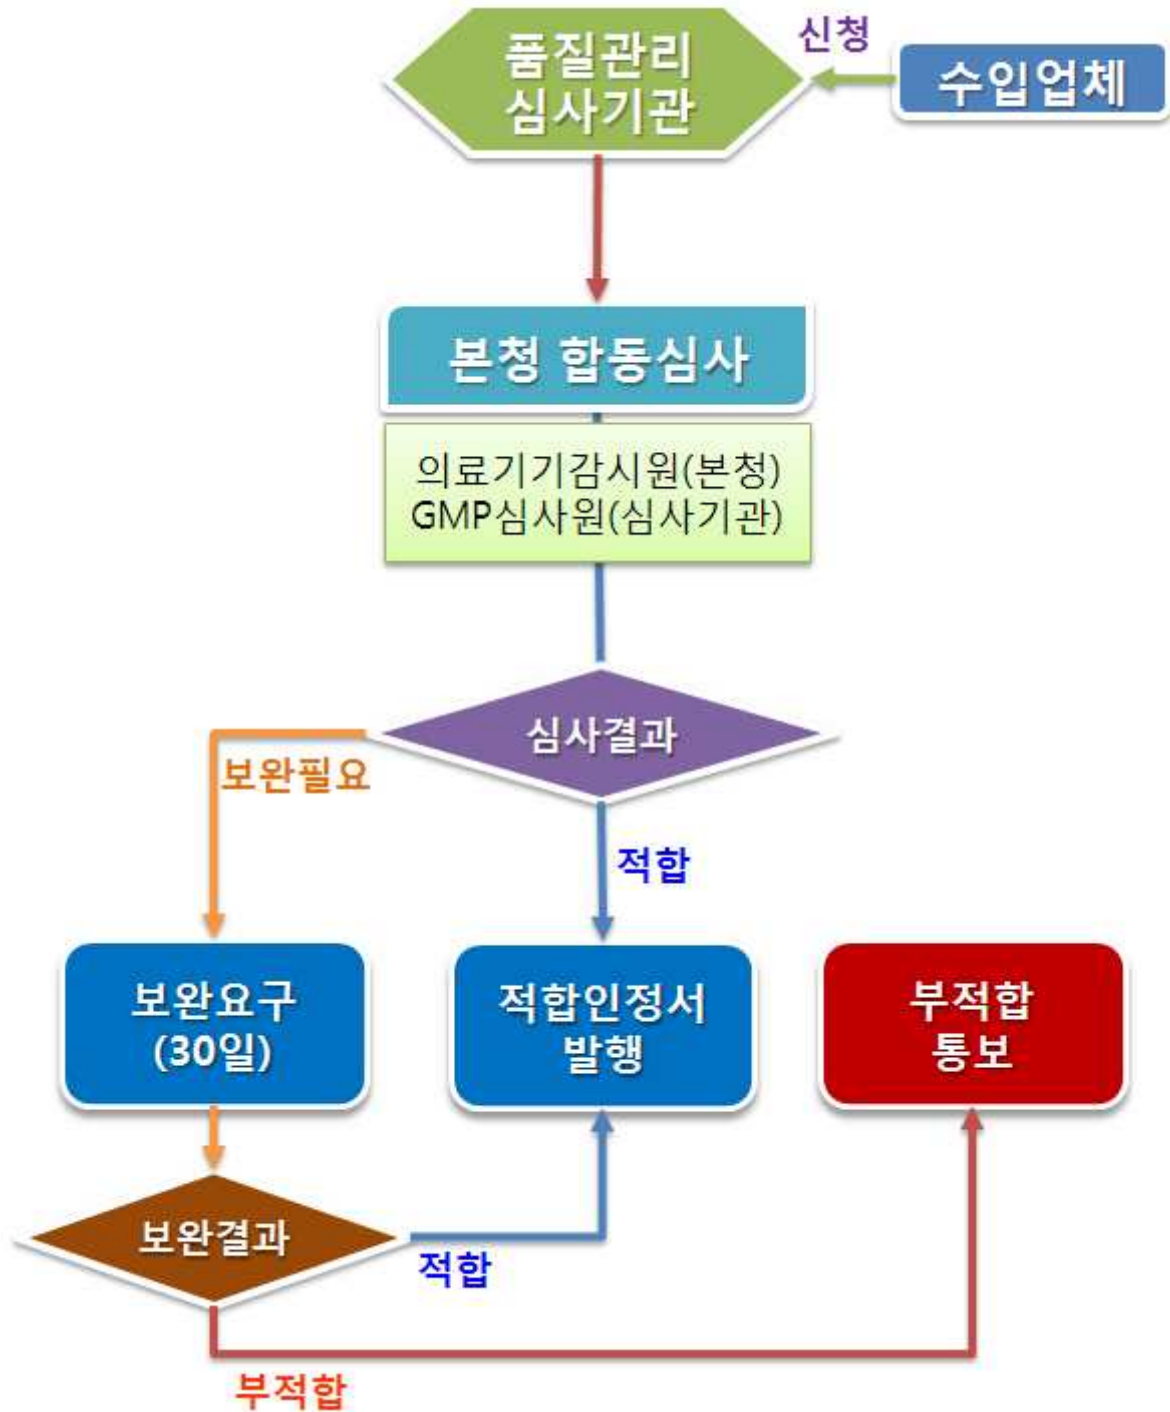 품질관리
심사기관
신청
수입업체
본청 합동심사
의료기기감시원(본청)
GMP심사원(심사기관)
심사결과
보완필요
적합
보완요구
(30일)
적합인정서
발행
부적합
통보
보완결과
적합
부적합